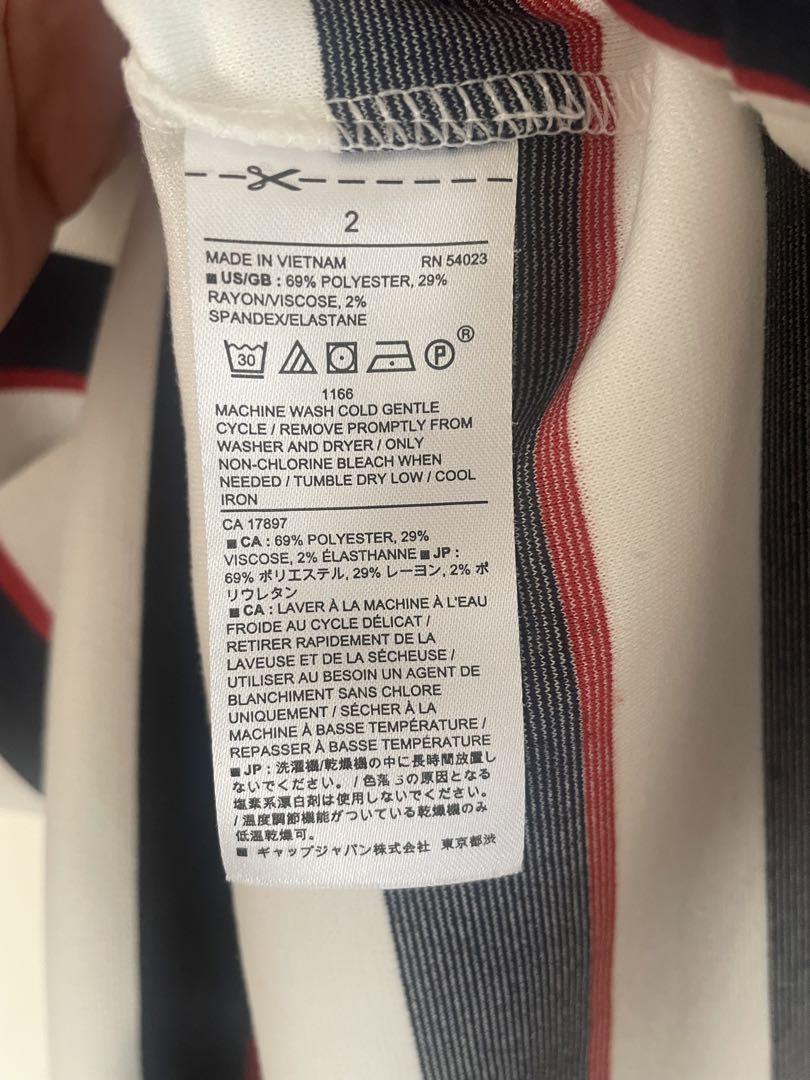 2
MADE IN VIETNAM RN 54023
■ US/GB : 69% POLYESTER, 29%
RAYON/VISCOSE, 2%
SPANDEX/ELASTANE
30 P ®
1166
MACHINE WASH COLD GENTLE
CYCLE / REMOVE PROMPTLY FROM
WASHER AND DRYER / ONLY
NON-CHLORINE BLEACH WHEN
NEEDED / TUMBLE DRY LOW / COOL
IRON
CA 17897
■ CA : 69% POLYESTER, 29%
VISCOSE, 2% ÉLASTHANNE ■ JP :
69% ポリエステル, 29% レーヨン, 2% ポ
リウレタン
■ CA : LAVER À LA MACHINE À L'EAU
FROIDE AU CYCLE DÉLICAT /
RETIRER RAPIDEMENT DE LA
LAVEUSE ET DE LA SÉCHEUSE /
UTILISER AU BESOIN UN AGENT DE
BLANCHIMENT SANS CHLORE
UNIQUEMENT / SÉCHER À LA
MACHINE À BASSE TEMPÉRATURE /
REPASSER À BASSE TEMPÉRATURE
■ JP : 洗濯機/乾燥機の中に長時間放置し
ないでください。 / 色落ちの原因となる
塩素系漂白剤は使用しないでください。
/ 温度調節機能がついている乾燥機のみ
低温乾燥可。
■ ギャップジャパン株式会社 東京都渋